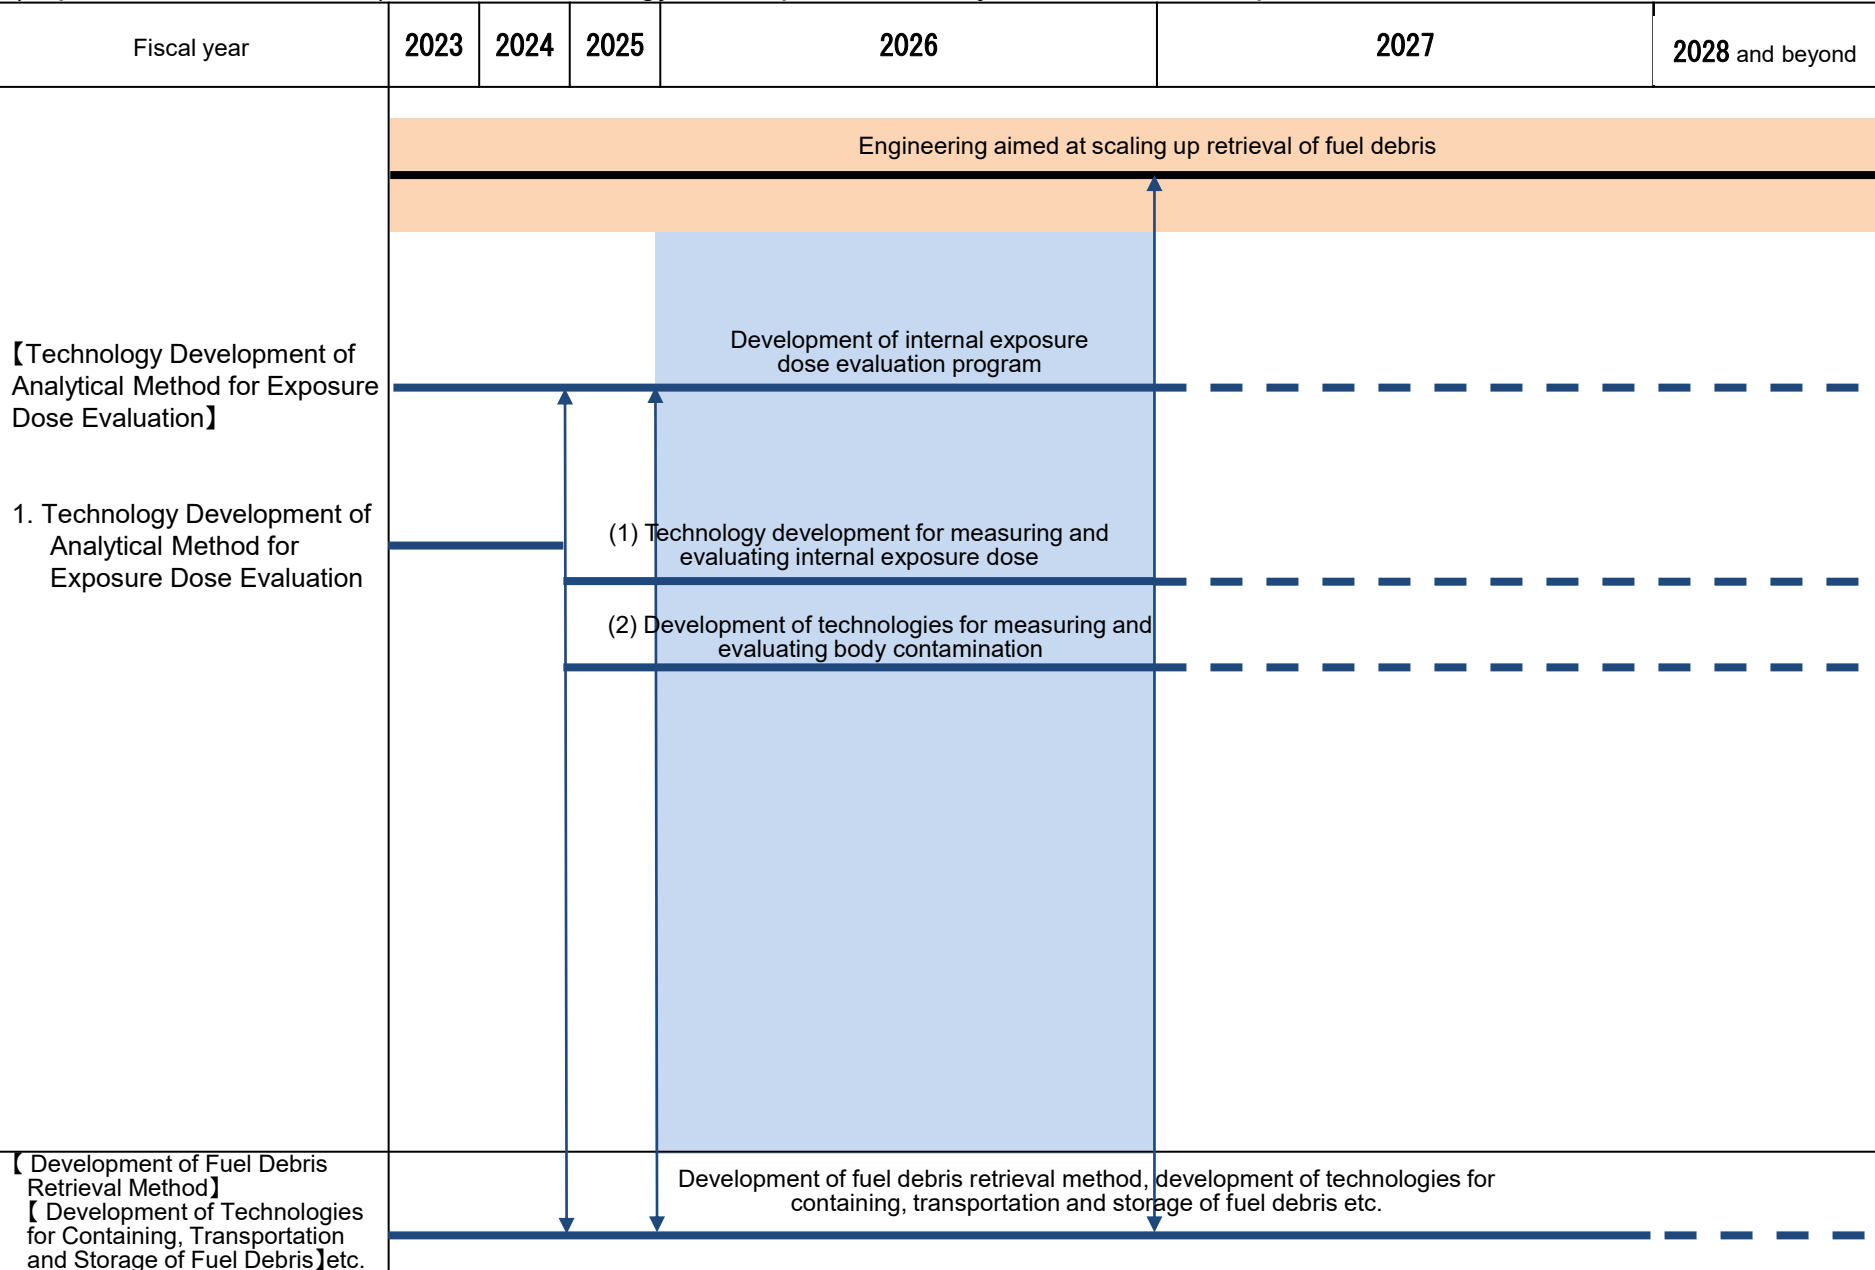 Fiscal year
2023
2024
2025
2026
2027
2028 and beyond
Engineering aimed at scaling up retrieval of fuel debris
【Technology Development of
Analytical Method for Exposure
Dose Evaluation】
Development of internal exposure
dose evaluation program
1. Technology Development of
Analytical Method for
Exposure Dose Evaluation
(1) Technology development for measuring and
evaluating internal exposure dose
(2) Development of technologies for measuring and
evaluating body contamination
【 Development of Fuel Debris
Retrieval Method】
【 Development of Technologies
for Containing, Transportation
and Storage of Fuel Debris】etc.
Development of fuel debris retrieval method, development of technologies for
containing, transportation and storage of fuel debris etc.